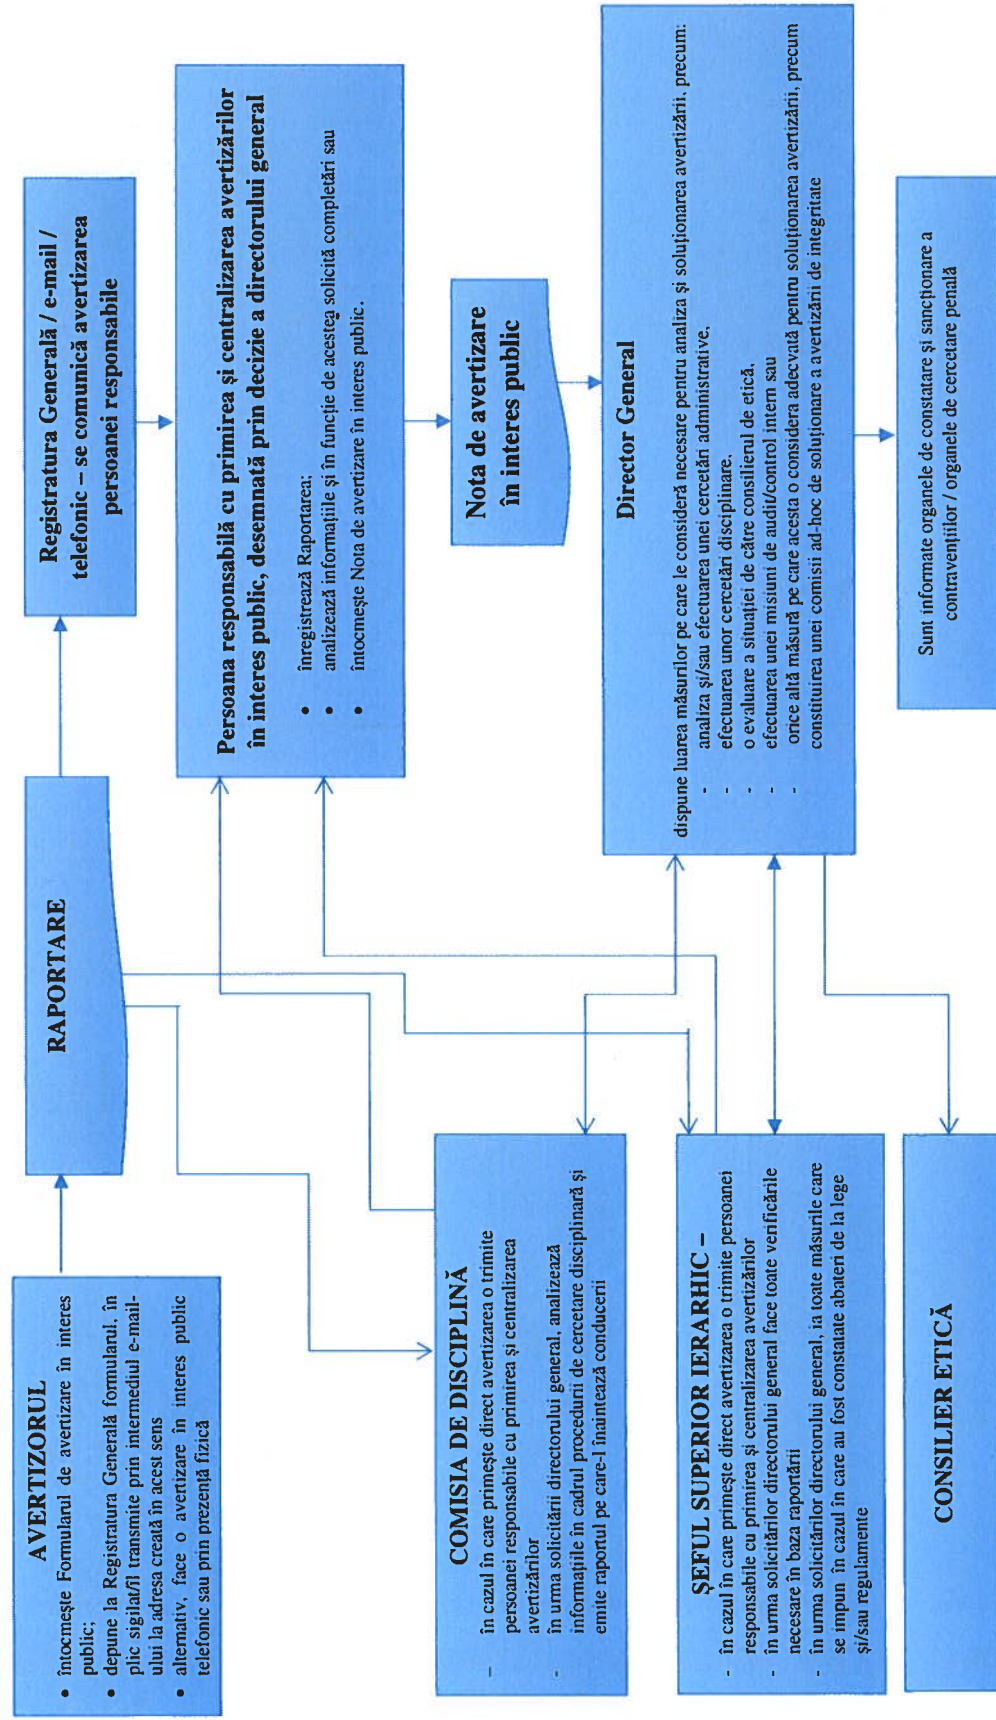 AVERTIZORUL
• întocmește Formularul de avertizare în interes
public;
• depune la Registratura Generală formularul, în
plic sigilat/îl transmite prin intermediul e-mail-
ului la adresa creată în acest sens
• alternativ, face o avertizare în interes public
telefonic sau prin prezență fizică
RAPORTARE
Registratura Generală / e-mail /
telefonic – se comunică avertizarea
persoanei responsabile
Persoana responsabilă cu primirea și centralizarea avertizărilor
în interes public, desemnată prin decizie a directorului general
• înregistrează Raportarea;
• analizează informațiile și în funcție de acestea solicită completări sau
• întocmește Nota de avertizare în interes public.
COMISIA DE DISCIPLINĂ
– în cazul în care primește direct avertizarea o trimite
persoanei responsabile cu primirea și centralizarea
avertizărilor
- în urma solicitării directorului general, analizează
informațiile în cadrul procedurii de cercetare disciplinară și
emite raportul pe care-l înaintează conducerii
Nota de avertizare
în interes public
ȘEFUL SUPERIOR IERARHIC –
- în cazul în care primește direct avertizarea o trimite persoanei
responsabile cu primirea și centralizarea avertizărilor
- în urma solicitărilor directorului general face toate verificările
necesare în baza raportării
- în urma solicitărilor directorului general, ia toate măsurile care
se impun în cazul în care au fost constatate abateri de la lege
și/sau regulamente
Director General
dispune luarea măsurilor pe care le consideră necesare pentru analiza și soluționarea avertizării, precum:
- analiza și/sau efectuarea unei cercetări administrative,
- efectuarea unor cercetări disciplinare,
- o evaluare a situației de către consilierul de etică,
- efectuarea unei misiuni de audit/control intern sau
- orice altă măsură pe care acesta o consideră adecvată pentru soluționarea avertizării, precum
constituirea unei comisii ad-hoc de soluționare a avertizării de integritate
CONSILIER ETICĂ
Sunt informate organele de constatare și sancționare a
contravențiilor / organele de cercetare penală